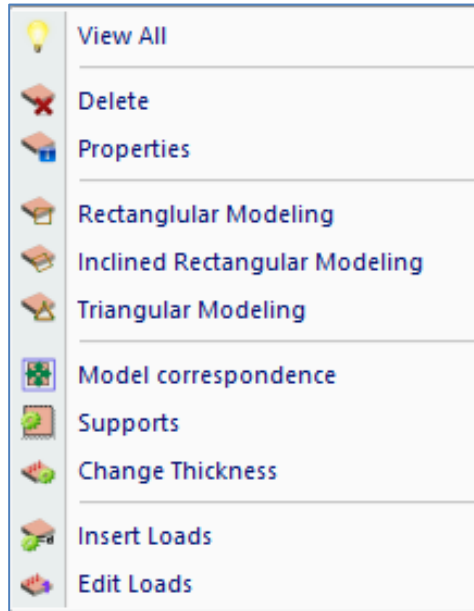 View All
Delete
Properties
Rectanglular Modeling
Inclined Rectangular Modeling
Triangular Modeling
Model correspondence
Supports
Change Thickness
Insert Loads
Edit Loads